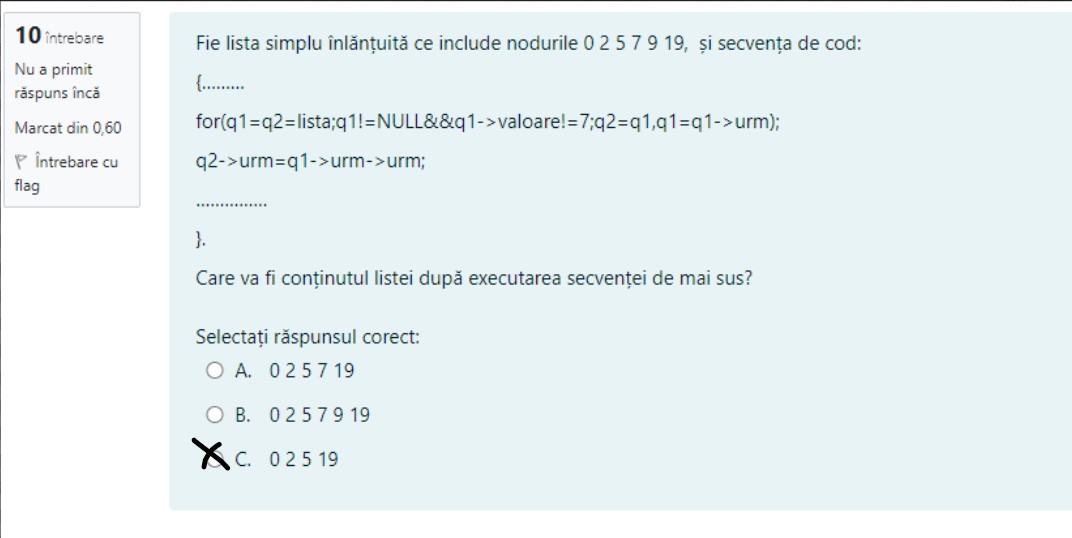 10 întrebare
Nu a primit
răspuns încă
Marcat din 0,60
Întrebare cu
flag
Fie lista simplu înlănțuită ce include nodurile 0 2 5 7 9 19, și secvența de cod:
{.........
for(q1=q2=lista;q1!=NULL&&q1->valoare!=7;q2=q1,q1=q1->urm);
q2->urm=q1->urm->urm;
...............
}.
Care va fi conținutul listei după executarea secvenței de mai sus?
Selectați răspunsul corect:
A. 0 2 5 7 19
B. 0 2 5 7 9 19
C. 0 2 5 19